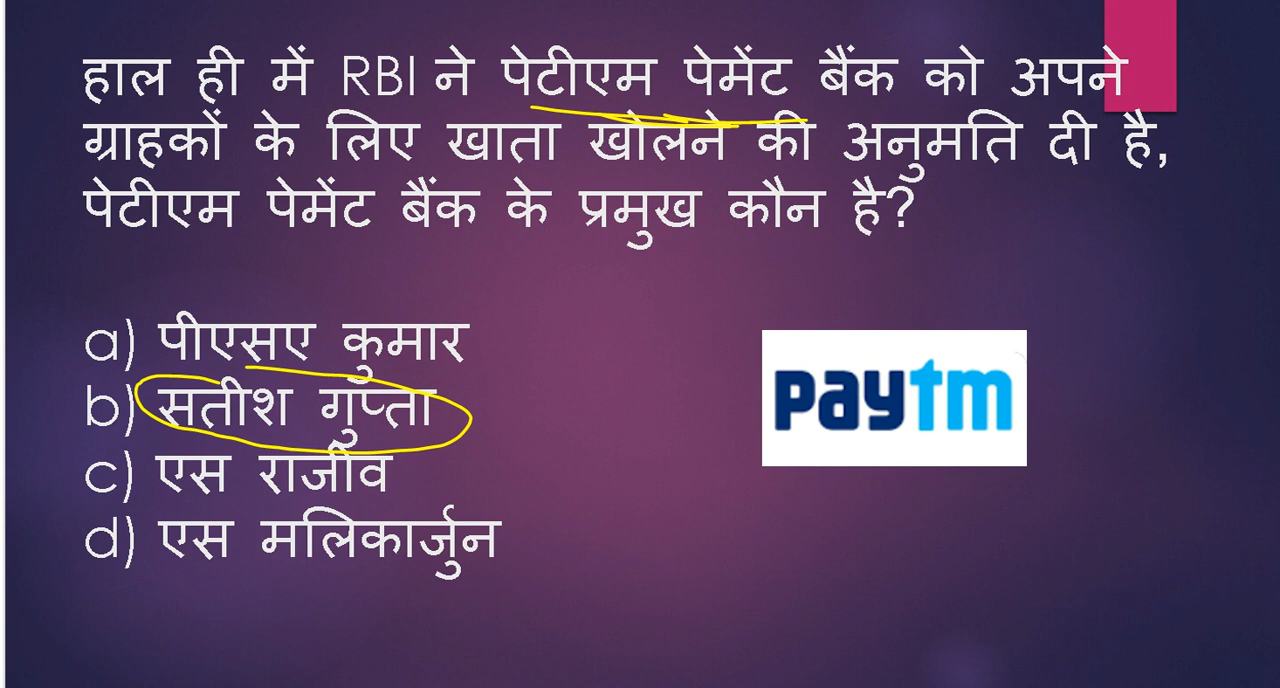 हाल ही में RBI ने पेटीएम पेमेंट बैंक को अपने
ग्राहकों के लिए खाता खोलने की अनुमति दी है,
पेटीएम पेमेंट बैंक के प्रमुख कौन है?
a) पीएसए कुमार
b) सतीश गुप्ता
c) एस राजीव
d) एस मलिकार्जुन
paytm